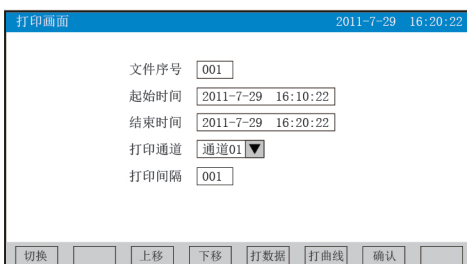 打印画面 2011-7-29 16:20:22
文件序号 001
起始时间 2011-7-29 16:10:22
结束时间 2011-7-29 16:20:22
打印通道 通道01
打印间隔 001
切换 上移 下移 打数据 打曲线 确认